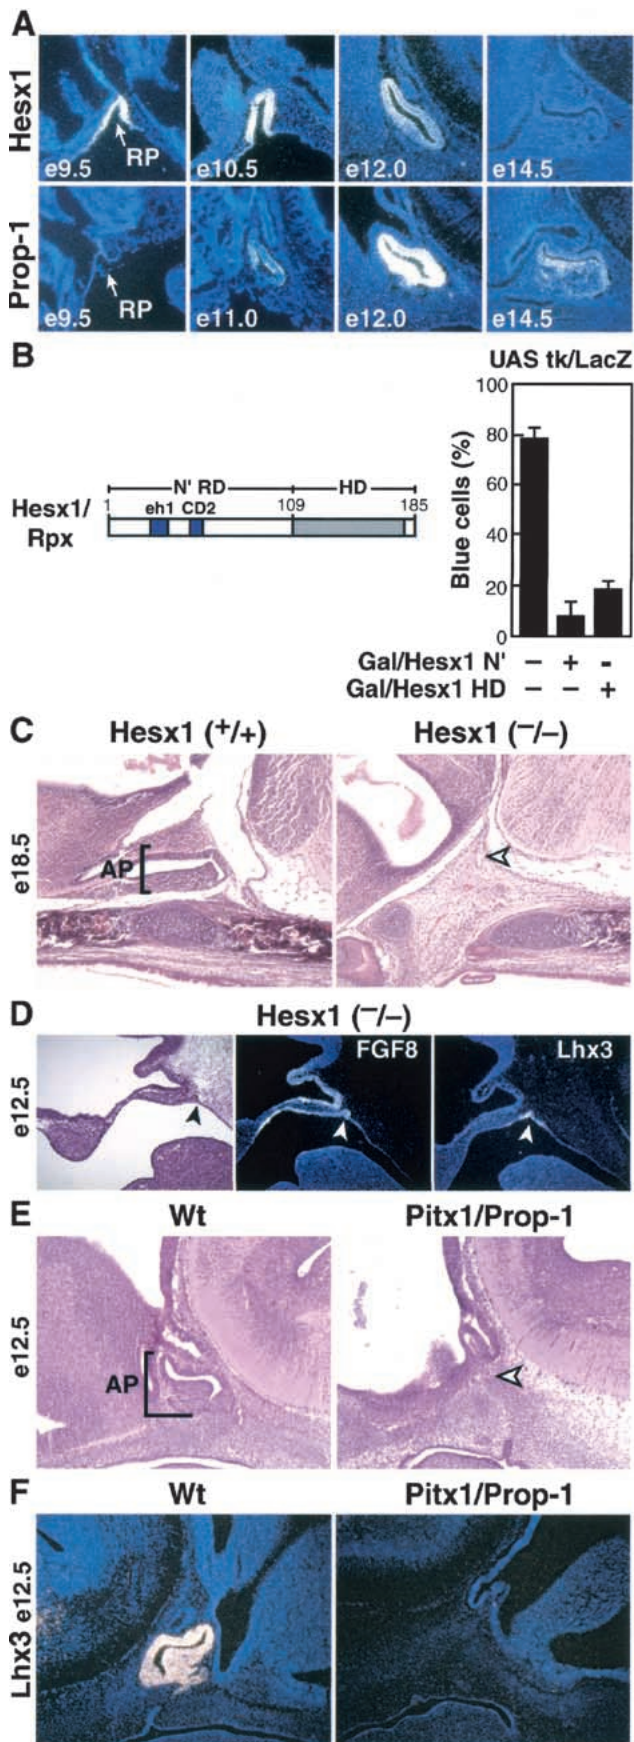 A
Hesx1
e9.5
RP
e10.5
e12.0
e14.5
Prop-1
e9.5
RP
e11.0
e12.0
e14.5
B
UAS tk/LacZ
Hesx1/
Rpx
N' RD
HD
1
eh1
CD2
109
185
Blue cells (%)
100
80
60
40
20
0
Gal/Hesx1 N' – + -
Gal/Hesx1 HD – – +
C
Hesx1 (+/+)
Hesx1 (–/–)
e18.5
AP
D
Hesx1 (–/–)
e12.5
FGF8
Lhx3
E
Wt
Pitx1/Prop-1
e12.5
AP
F
Wt
Pitx1/Prop-1
Lhx3 e12.5